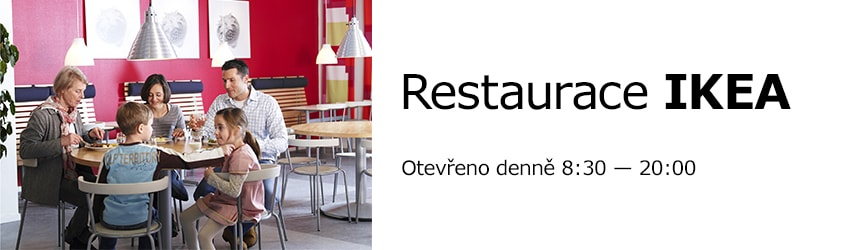 Restaurace IKEA
Otevřeno denně 8:30 — 20:00